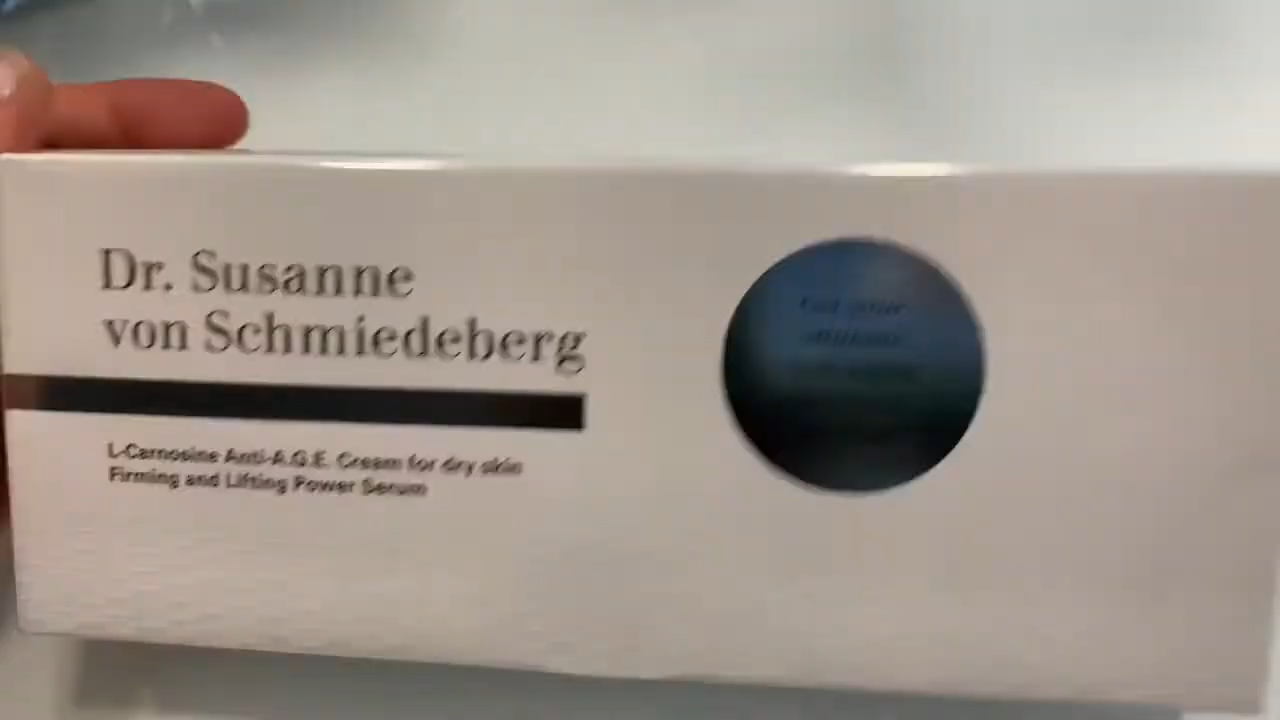 Dr. Susanne
von Schmiedeberg
L-Carnosine Anti-A.G.E. Cream for dry skin
Firming and Lifting Power Serum